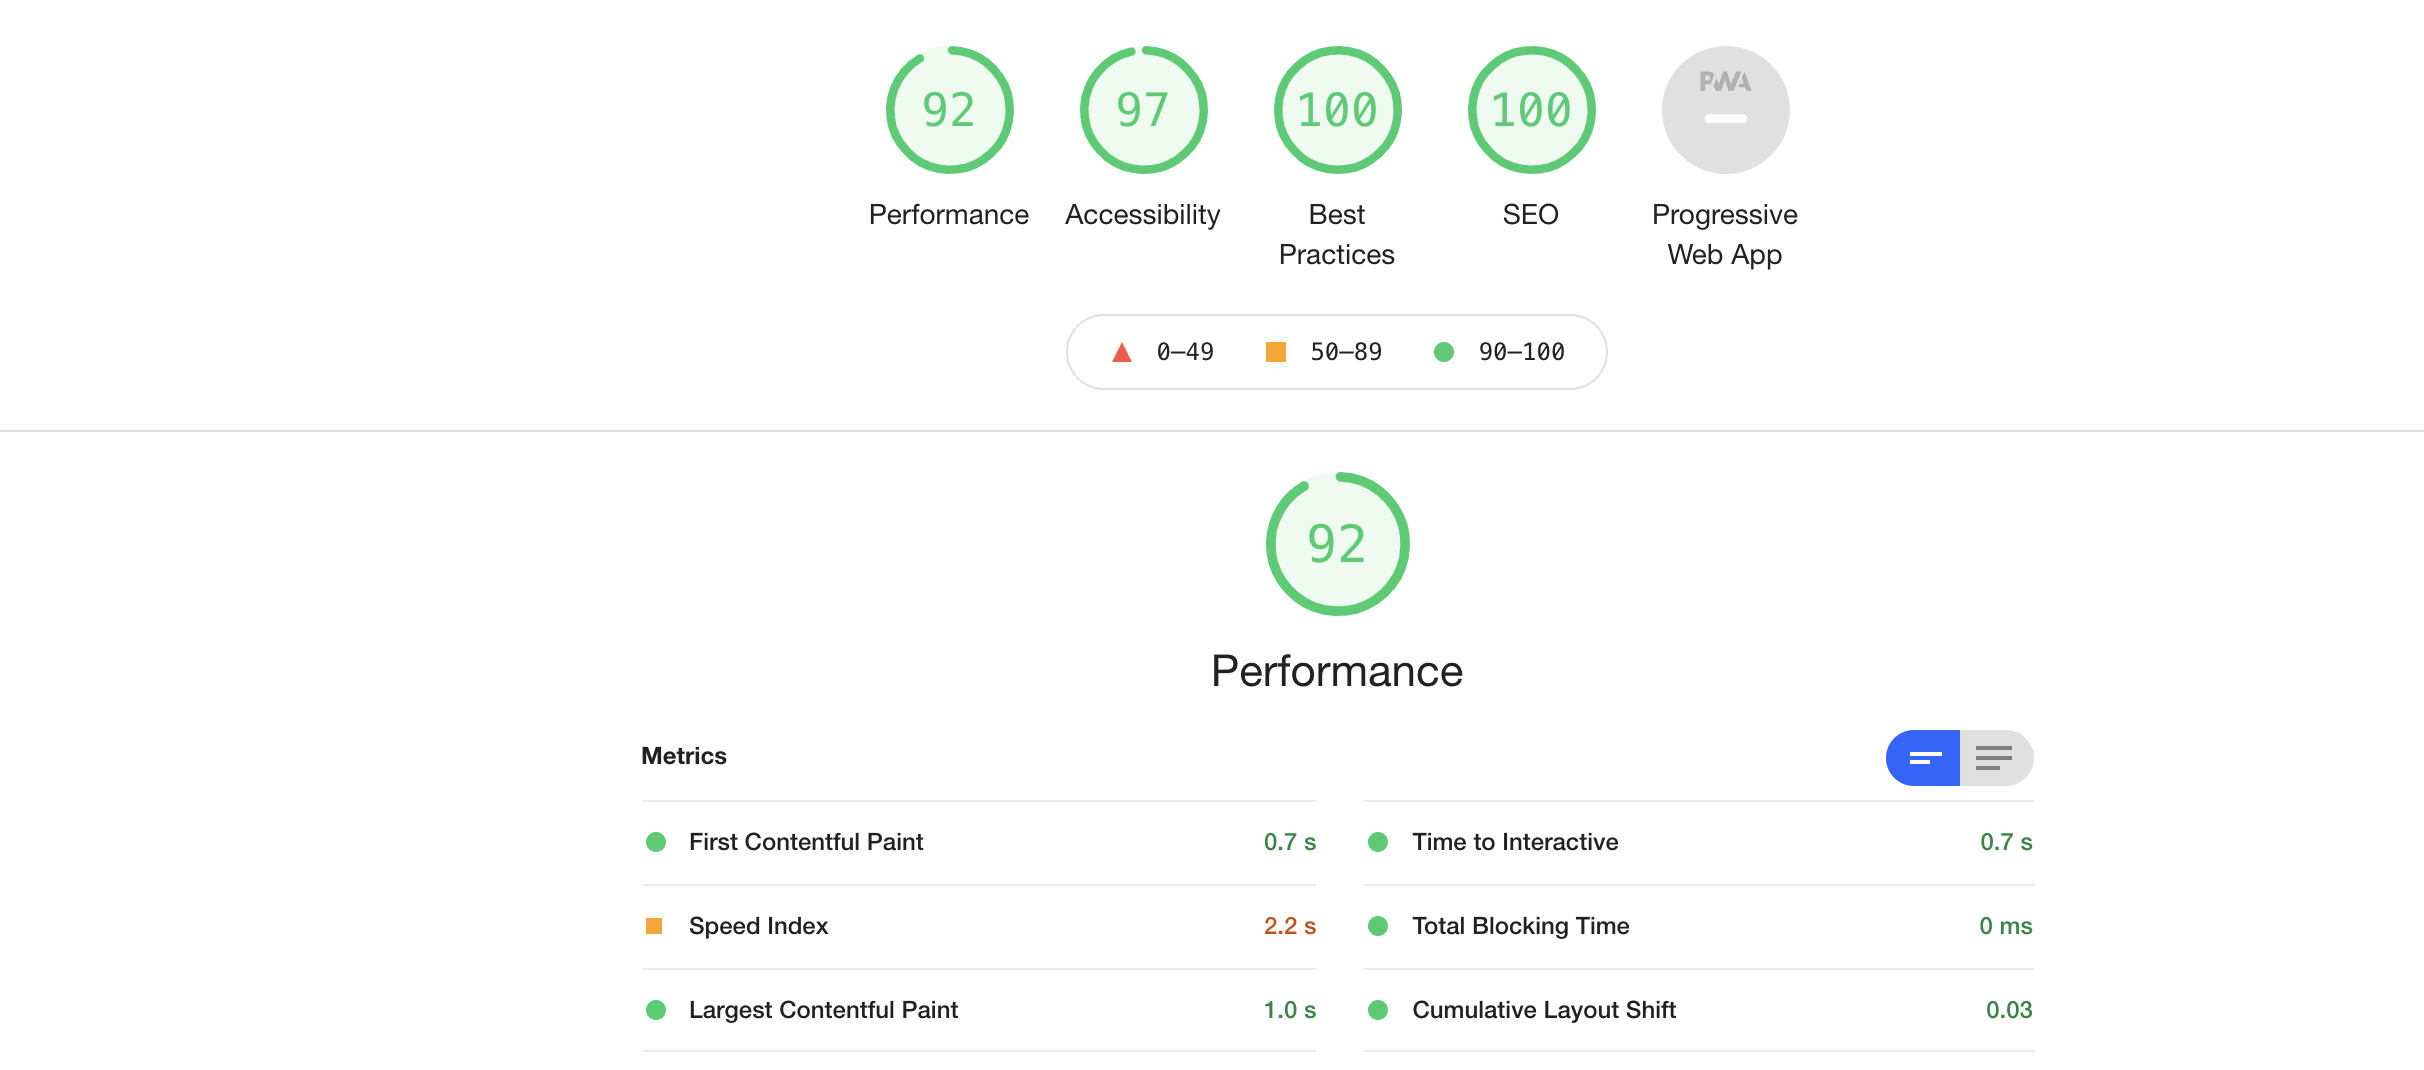 92
97
100
100
PWA
Performance
Accessibility
Best
Practices
SEO
Progressive
Web App
0–49
50–89
90–100
92
Performance
Metrics
First Contentful Paint
0.7 s
Time to Interactive
0.7 s
Speed Index
2.2 s
Total Blocking Time
0 ms
Largest Contentful Paint
1.0 s
Cumulative Layout Shift
0.03